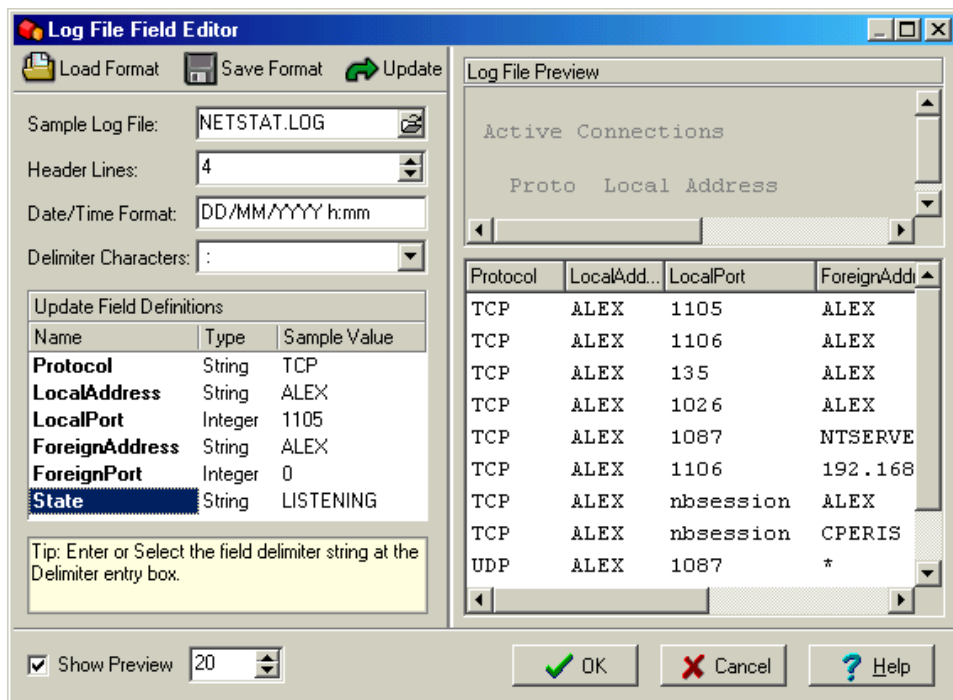 Log File Field Editor
Load Format Save Format Update
Sample Log File: NETSTAT.LOG
Header Lines: 4
Date/Time Format: DD/MM/YYYY h:mm
Delimiter Characters: :
Update Field Definitions
Name Type Sample Value
Protocol String TCP
LocalAddress String ALEX
LocalPort Integer 1105
ForeignAddress String ALEX
ForeignPort Integer 0
State String LISTENING
Tip: Enter or Select the field delimiter string at the
Delimiter entry box.
Log File Preview
Active Connections
Proto Local Address
Protocol LocalAdd... LocalPort ForeignAddr
TCP ALEX 1105 ALEX
TCP ALEX 1106 ALEX
TCP ALEX 135 ALEX
TCP ALEX 1026 ALEX
TCP ALEX 1087 NTSERVE
TCP ALEX 1106 192.168
TCP ALEX nbsession ALEX
TCP ALEX nbsession CPERIS
UDP ALEX 1087 *
Show Preview 20
OK Cancel Help